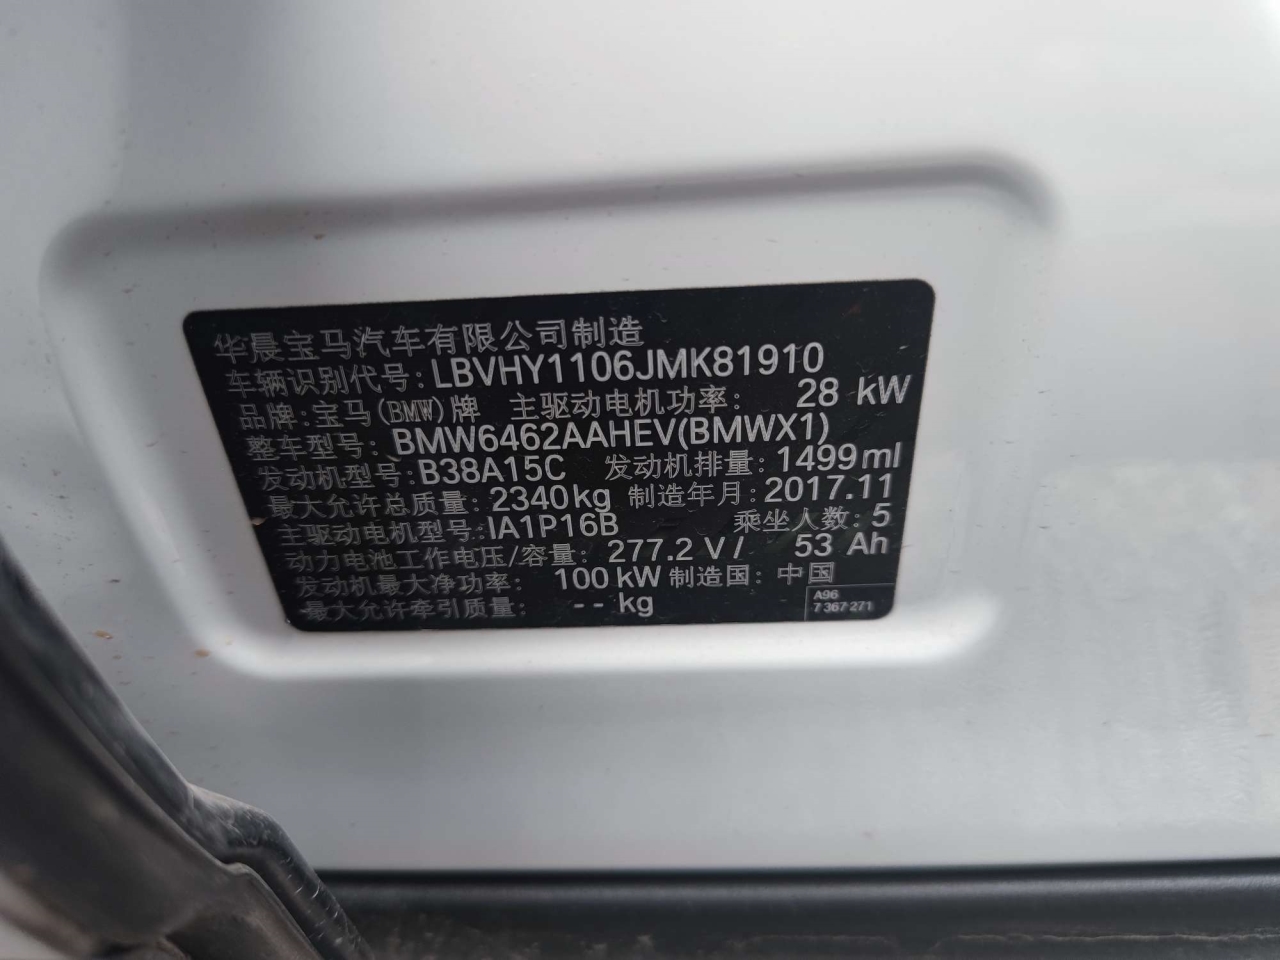 华晨宝马汽车有限公司制造
车辆识别代号: LBVHY1106JMK81910
品牌: 宝马(BMW)牌 主驱动电机功率: 28 kW
整车型号: BMW6462AAHEV(BMWX1)
发动机型号: B38A15C 发动机排量: 1499ml
最大允许总质量: 2340kg 制造年月: 2017.11
主驱动电机型号: IA1P16B 乘坐人数: 5
动力电池工作电压/容量: 277.2 V/ 53 Ah
发动机最大净功率: 100 kW 制造国: 中国
最大允许牵引质量: -- kg
A96
7 367 271